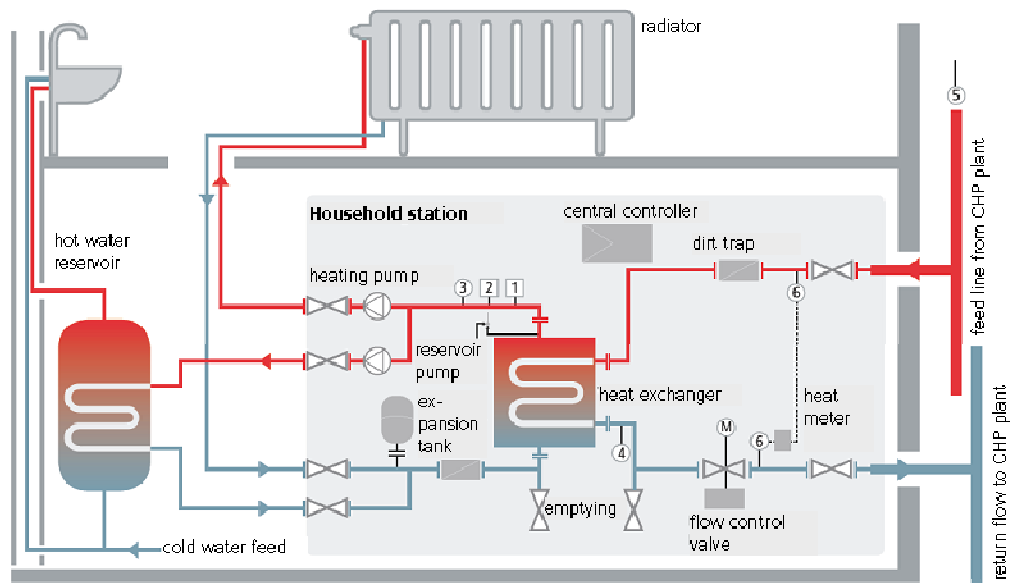 radiator
5
feed line from CHP plant
Household station
central controller
dirt trap
hot water
reservoir
heating pump
3
2
1
6
reservoir
pump
ex-
pansion
tank
heat exchanger
heat
meter
M
6
4
emptying
flow control
valve
cold water feed
return flow to CHP plant